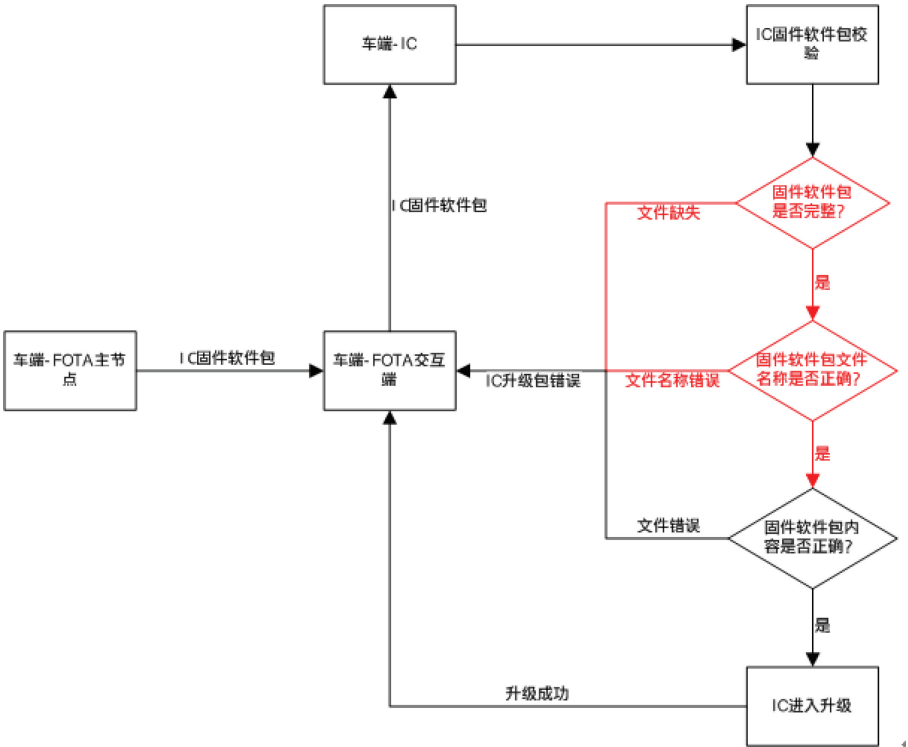 车端-IC
IC固件软件包校
验
IC固件软件包
固件软件包
是否完整？
文件缺失
是
车端-FOTA主节
点
IC固件软件包
车端-FOTA交互
端
IC升级包错误
文件名称错误
固件软件包文件
名称是否正确？
是
文件错误
固件软件包内
容是否正确？
是
升级成功
IC进入升级